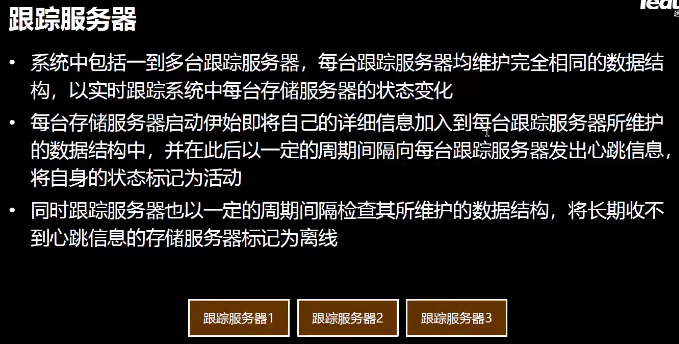 跟踪服务器
• 系统中包括一到多台跟踪服务器，每台跟踪服务器均维护完全相同的数据结
构，以实时跟踪系统中每台存储服务器的状态变化
• 每台存储服务器启动伊始即将自己的详细信息加入到每台跟踪服务器所维护
的数据结构中，并在此后以一定的周期间隔向每台跟踪服务器发出心跳信息，
将自身的状态标记为活动
• 同时跟踪服务器也以一定的周期间隔检查其所维护的数据结构，将长期收不
到心跳信息的存储服务器标记为离线
跟踪服务器1 跟踪服务器2 跟踪服务器3